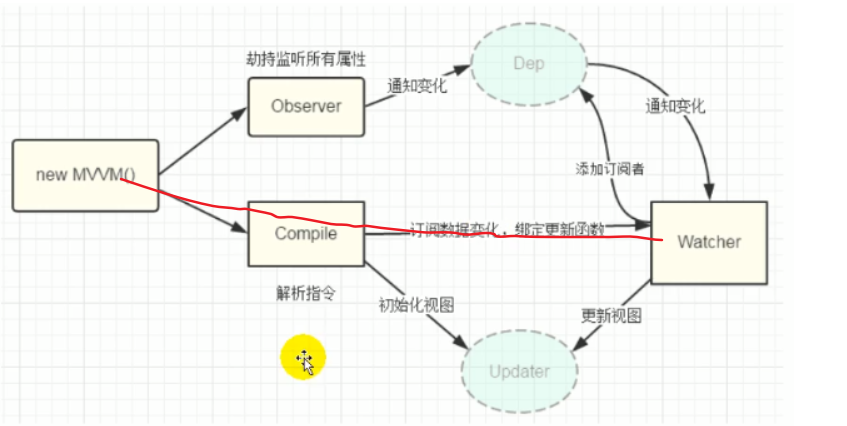 劫持监听所有属性
Observer
通知变化
Dep
通知变化
new MVVM()
添加订阅者
Compile
订阅数据变化，绑定更新函数
Watcher
解析指令
初始化视图
更新视图
Updater